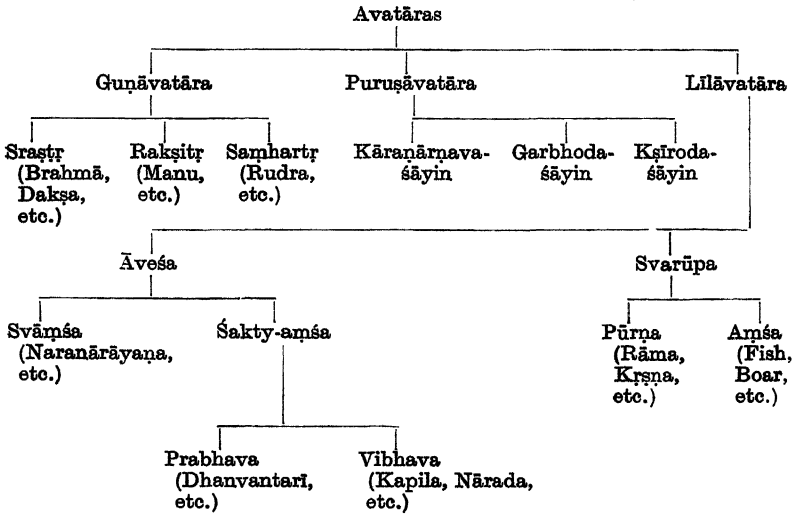 Avatāras
Guṇāvatāra
Puruṣāvatāra
Līlāvatāra
Sraṣṭṛ
(Brahmā,
Dakṣa,
etc.)
Rakṣitṛ
(Manu,
etc.)
Saṃhartṛ
(Rudra,
etc.)
Kāraṇārṇava-
śāyin
Garbhoda-
śāyin
Kṣīroda-
śāyin
Āveśa
Svarūpa
Svāṃśa
(Naranārāyaṇa,
etc.)
Śakty-aṃśa
Pūrṇa
(Rāma,
Kṛṣṇa,
etc.)
Aṃśa
(Fish,
Boar,
etc.)
Prabhava
(Dhanvantarī,
etc.)
Vibhava
(Kapila, Nārada,
etc.)